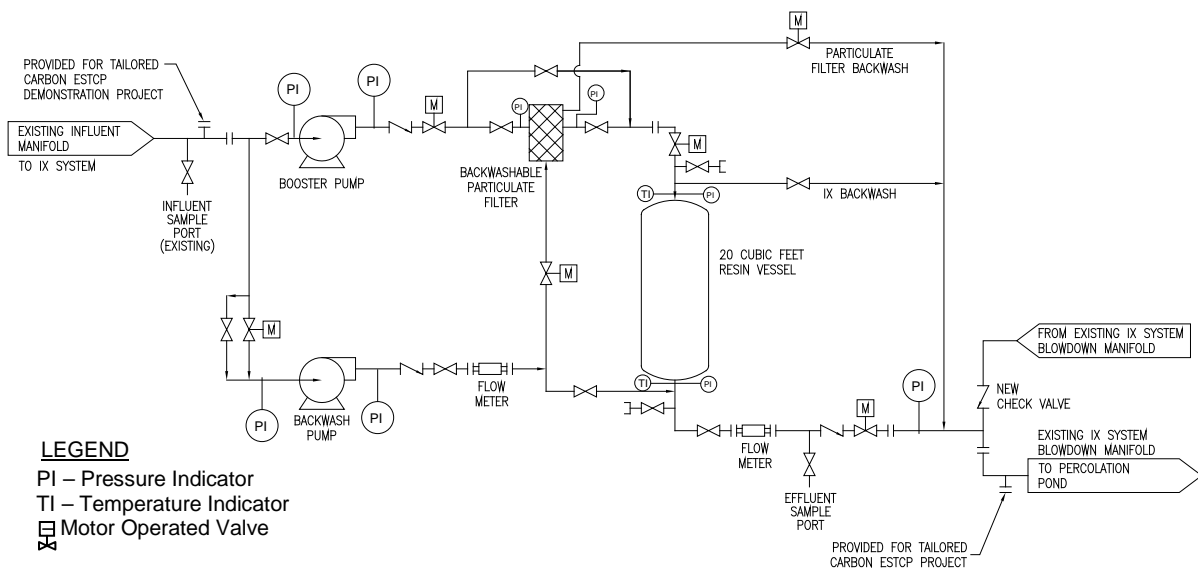 M
PARTICULATE
FILTER BACKWASH
PROVIDED FOR TAILORED
CARBON ESTCP
DEMONSTRATION PROJECT
PI
PI
M
PI
PI
EXISTING INFLUENT
MANIFOLD
TO IX SYSTEM
M
BOOSTER PUMP
BACKWASHABLE
PARTICULATE
FILTER
TI
PI
IX BACKWASH
INFLUENT
SAMPLE
PORT
(EXISTING)
20 CUBIC FEET
RESIN VESSEL
M
M
FROM EXISTING IX SYSTEM
BLOWDOWN MANIFOLD
FLOW
METER
TI
PI
PI
NEW
CHECK VALVE
PI
PI
BACKWASH
PUMP
M
FLOW
METER
EXISTING IX SYSTEM
BLOWDOWN MANIFOLD
TO PERCOLATION
POND
EFFLUENT
SAMPLE
PORT
PROVIDED FOR TAILORED
CARBON ESTCP PROJECT
LEGEND
PI – Pressure Indicator
TI – Temperature Indicator
Motor Operated Valve